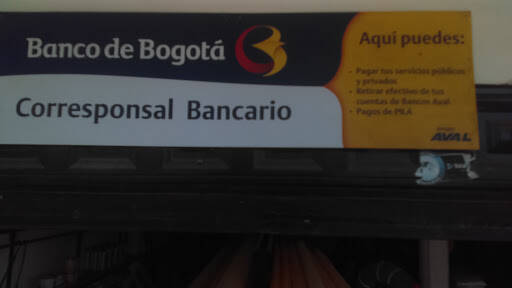 Banco de Bogotá
Corresponsal Bancario
Aquí puedes:
• Pagar tus servicios públicos
y privados
• Retirar efectivo de tus
cuentas de Bancos Aval
• Pagos de PILA
GRUPO
AVAL